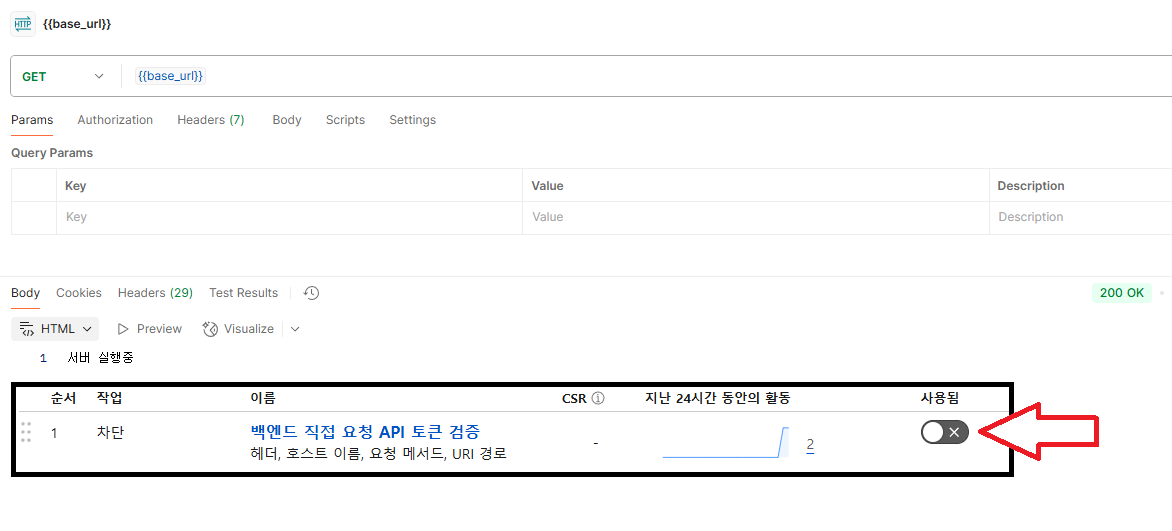 HTTP {{base_url}}
GET {{base_url}}
Params Authorization Headers (7) Body Scripts Settings
Query Params
Key Value Description
Key Value Description
Body Cookies Headers (29) Test Results
200 OK
HTML Preview Visualize
1 서버 실행중
순서 작업 이름 CSR 지난 24시간 동안의 활동 사용됨
1 차단 백엔드 직접 요청 API 토큰 검증 - 2
헤더, 호스트 이름, 요청 메서드, URI 경로